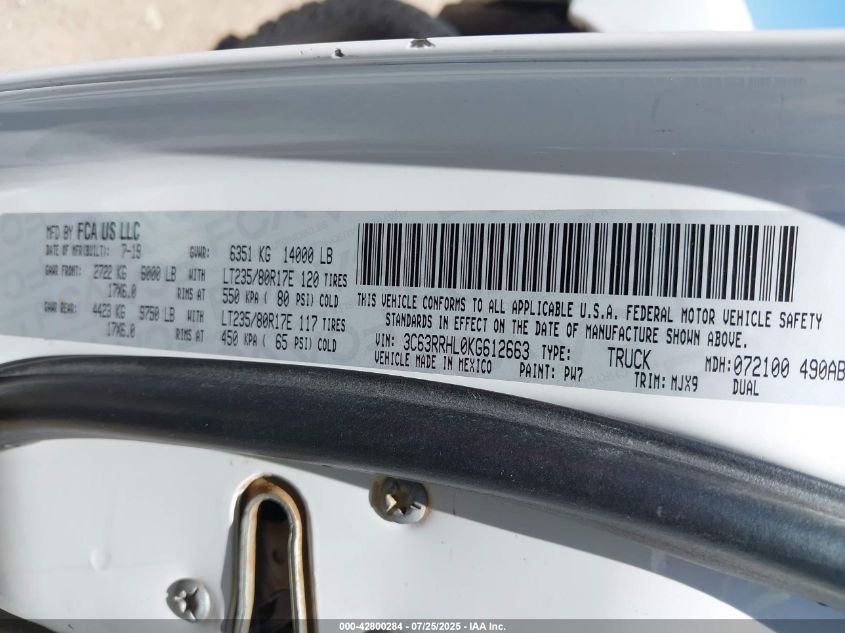 MFD BY FCA US LLC
DATE OF MFR(BUILT): 7-19 GVWR: 6351 KG 14000 LB
GAWR FRONT: 2722 KG 6000 LB WITH LT235/80R17E 120 TIRES
17X6.0 RIMS AT 550 KPA ( 80 PSI) COLD
GAWR REAR: 4423 KG 9750 LB WITH LT235/80R17E 117 TIRES
17X6.0 RIMS AT 450 KPA ( 65 PSI) COLD
THIS VEHICLE CONFORMS TO ALL APPLICABLE U.S.A. FEDERAL MOTOR VEHICLE SAFETY
STANDARDS IN EFFECT ON THE DATE OF MANUFACTURE SHOWN ABOVE.
VIN: 3C63RRHL0KG612663 TYPE: TRUCK MDH:072100 490AB
VEHICLE MADE IN MEXICO PAINT: PW7 TRIM: MJX9 DUAL
000-42800284 - 07/25/2025 - IAA Inc.